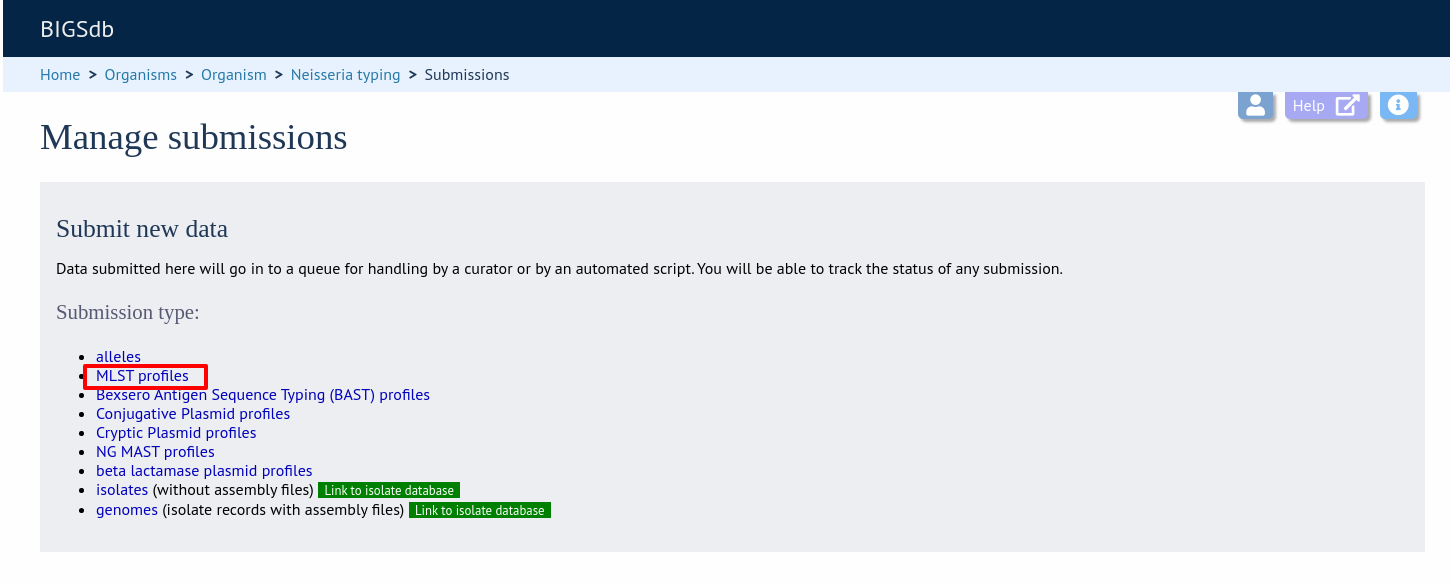 BIGSdb
Home > Organisms > Organism > Neisseria typing > Submissions
Help
Manage submissions
Submit new data
Data submitted here will go in to a queue for handling by a curator or by an automated script. You will be able to track the status of any submission.
Submission type:
alleles
MLST profiles
Bexsero Antigen Sequence Typing (BAST) profiles
Conjugative Plasmid profiles
Cryptic Plasmid profiles
NG MAST profiles
beta lactamase plasmid profiles
isolates (without assembly files) Link to isolate database
genomes (isolate records with assembly files) Link to isolate database